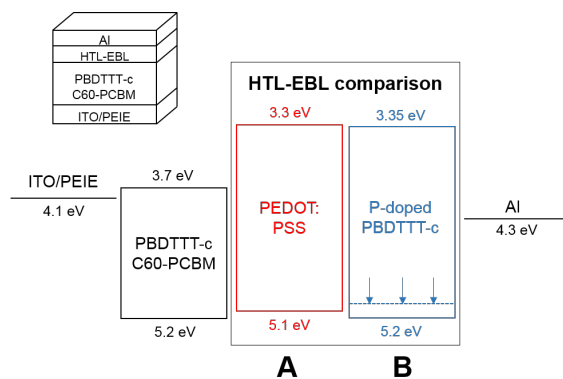 Al
HTL-EBL
PBDTTT-c
C60-PCBM
ITO/PEIE
HTL-EBL comparison
3.3 eV
3.35 eV
ITO/PEIE
4.1 eV
3.7 eV
PBDTTT-c
C60-PCBM
5.2 eV
PEDOT:
PSS
5.1 eV
P-doped
PBDTTT-c
5.2 eV
Al
4.3 eV
A
B